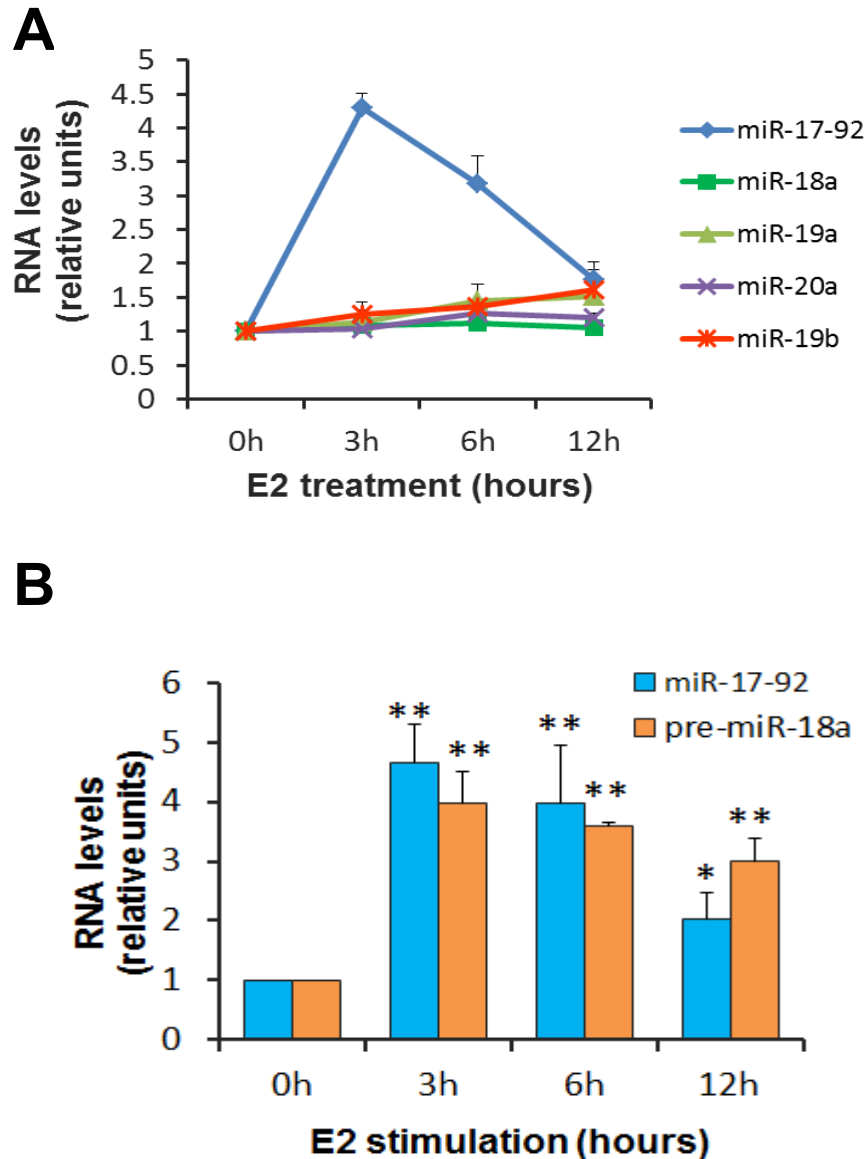 A
RNA levels
(relative units)
5
4.5
4
3.5
3
2.5
2
1.5
1
0.5
0
0h 3h 6h 12h
E2 treatment (hours)
miR-17-92
miR-18a
miR-19a
miR-20a
miR-19b
B
RNA levels
(relative units)
6
5
4
3
2
1
0
** ** ** ** * **
miR-17-92
pre-miR-18a
0h 3h 6h 12h
E2 stimulation (hours)